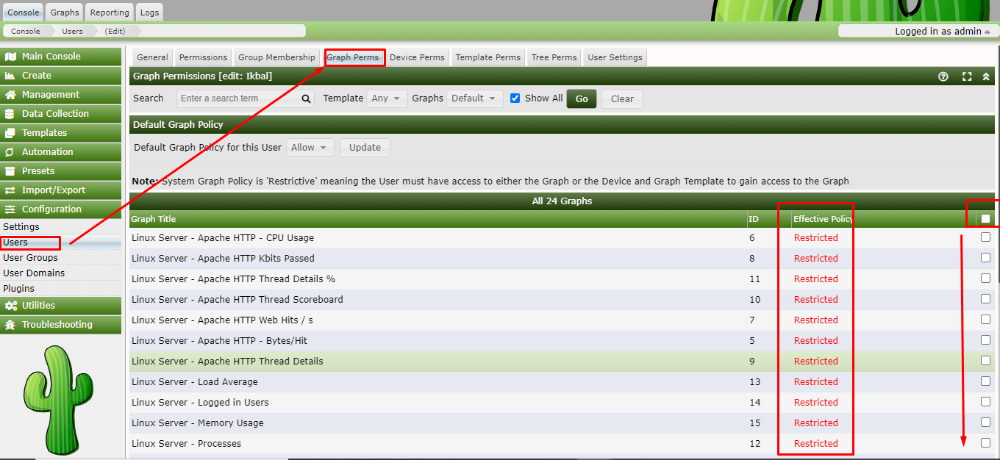 Console Graphs Reporting Logs
Console Users (Edit) Logged in as admin
Main Console
Create
Management
Data Collection
Templates
Automation
Presets
Import/Export
Configuration
Settings
Users
User Groups
User Domains
Plugins
Utilities
Troubleshooting
General Permissions Group Membership Graph Perms Device Perms Template Perms Tree Perms User Settings
Graph Permissions [edit: Ikbal]
Search Enter a search term Template Any Graphs Default Show All Go Clear
Default Graph Policy
Default Graph Policy for this User Allow Update
Note: System Graph Policy is 'Restrictive' meaning the User must have access to either the Graph or the Device and Graph Template to gain access to the Graph
All 24 Graphs
Graph Title ID Effective Policy
Linux Server - Apache HTTP - CPU Usage 6 Restricted
Linux Server - Apache HTTP Kbits Passed 8 Restricted
Linux Server - Apache HTTP Thread Details % 11 Restricted
Linux Server - Apache HTTP Thread Scoreboard 10 Restricted
Linux Server - Apache HTTP Web Hits / s 7 Restricted
Linux Server - Apache HTTP - Bytes/Hit 5 Restricted
Linux Server - Apache HTTP Thread Details 9 Restricted
Linux Server - Load Average 13 Restricted
Linux Server - Logged in Users 14 Restricted
Linux Server - Memory Usage 15 Restricted
Linux Server - Processes 12 Restricted